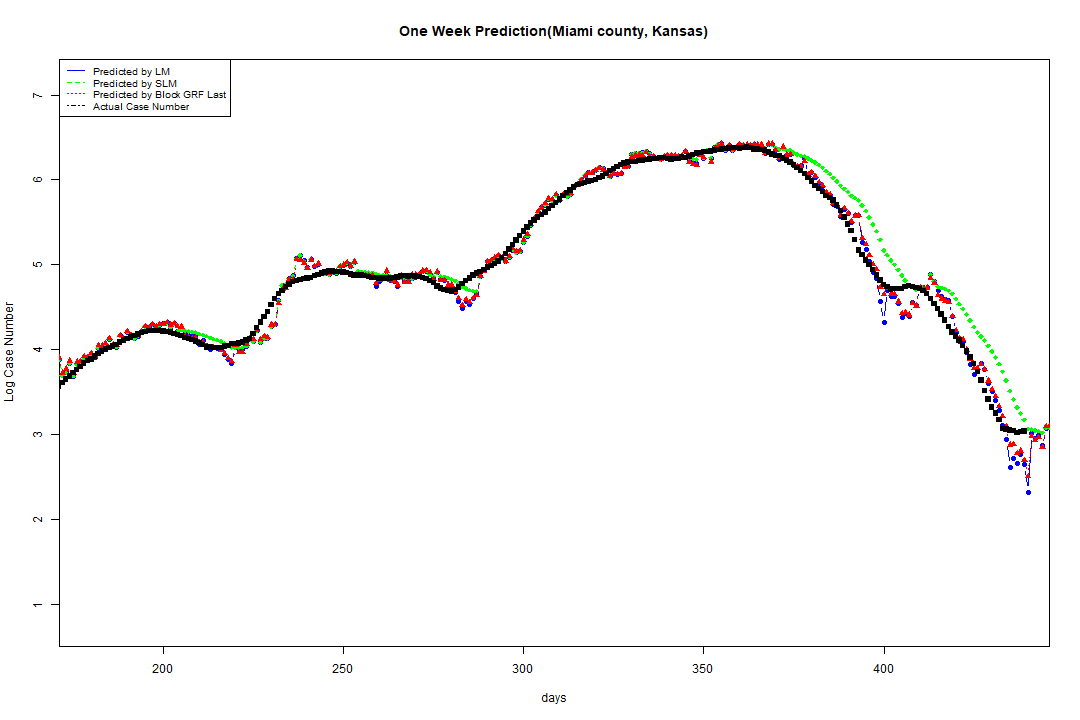 One Week Prediction(Miami county, Kansas)
Predicted by LM
Predicted by SLM
Predicted by Block GRF Last
Actual Case Number
Log Case Number
7
6
5
4
3
2
1
200 250 300 350 400
days